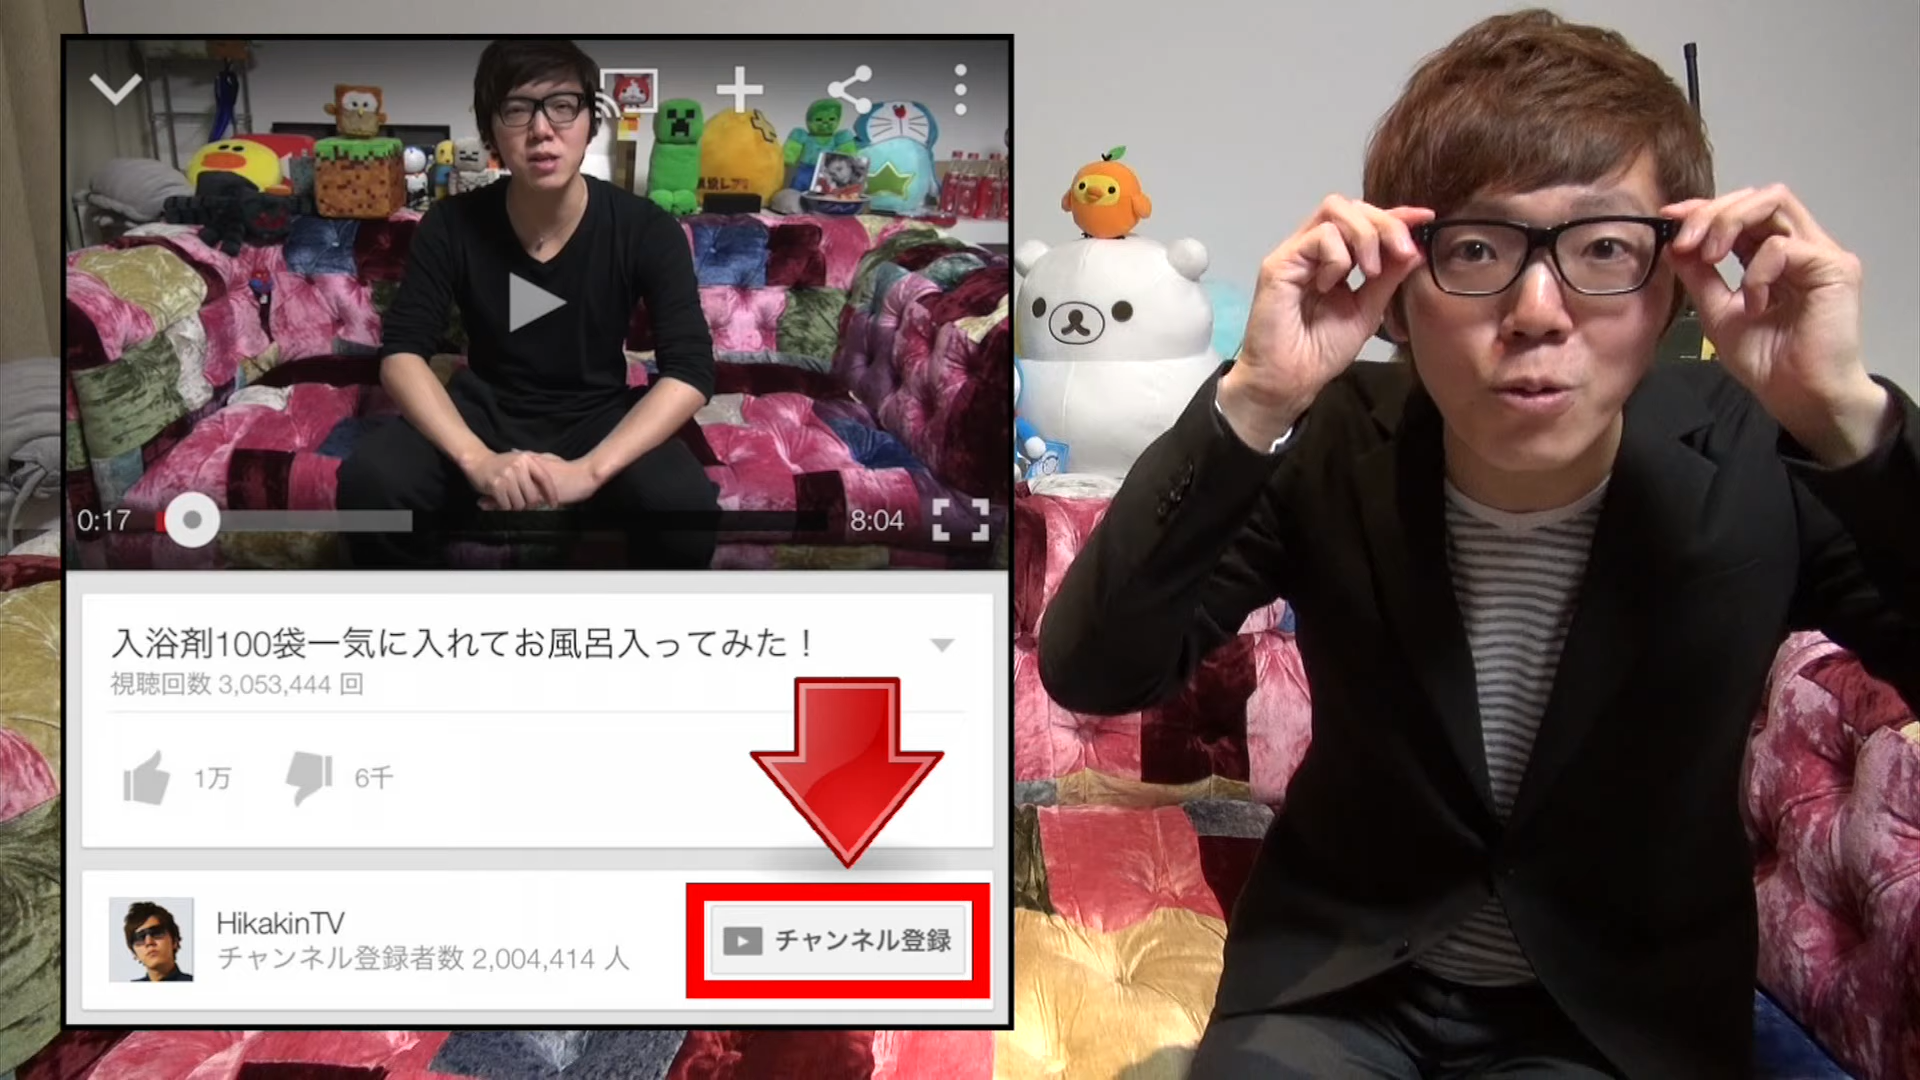 0:17
8:04
入浴剤100袋一気に入れてお風呂入ってみた！
視聴回数 3,053,444 回
1万
6千
HikakinTV
チャンネル登録者数 2,004,414 人
チャンネル登録